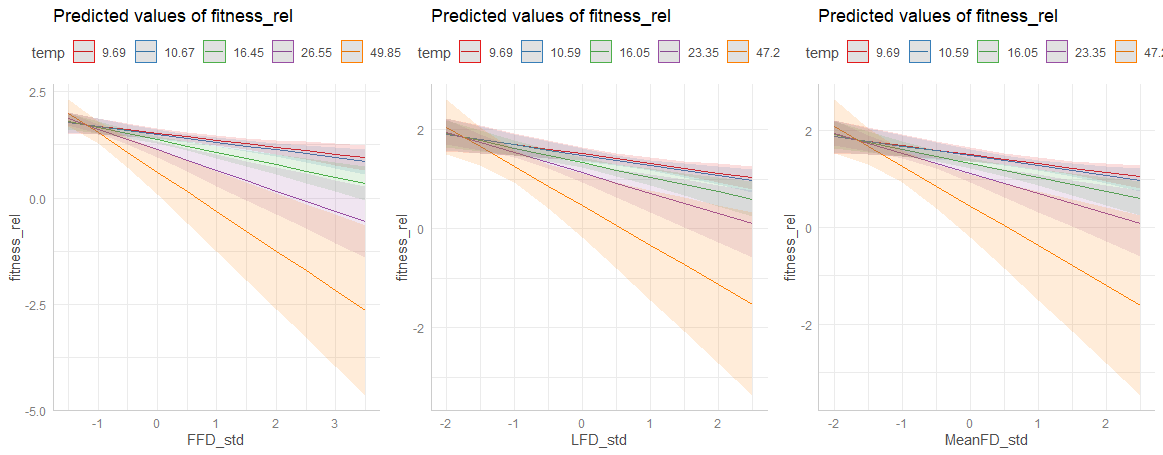 Predicted values of fitness_rel
temp 9.69 10.67 16.45 26.55 49.85
fitness_rel
2.5
0.0
-2.5
-5.0
-1 0 1 2 3
FFD_std
Predicted values of fitness_rel
temp 9.69 10.59 16.05 23.35 47.2
fitness_rel
2
0
-2
-2 -1 0 1 2
LFD_std
Predicted values of fitness_rel
temp 9.69 10.59 16.05 23.35 47.2
fitness_rel
2
0
-2
-2 -1 0 1 2
MeanFD_std